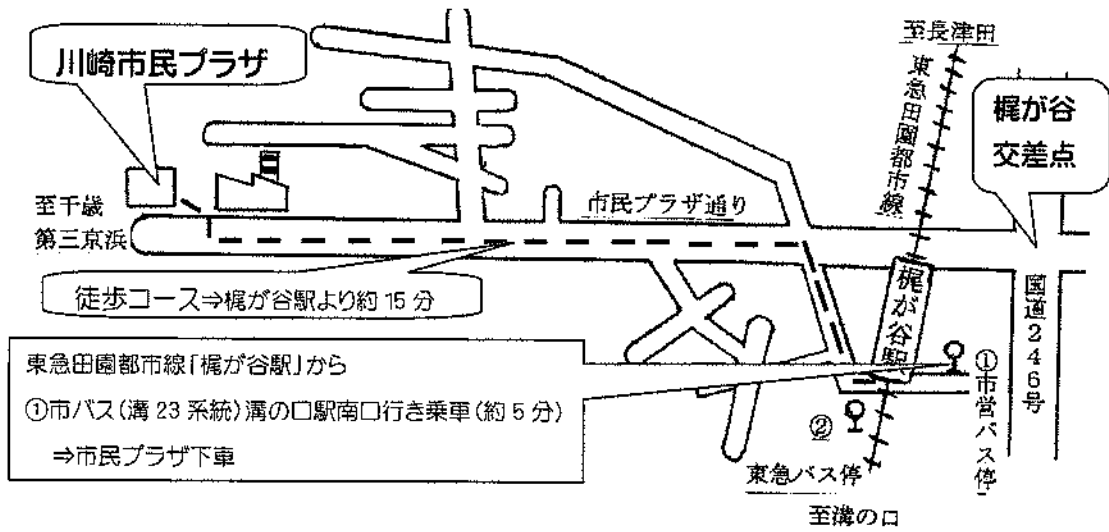 川崎市民プラザ
至長津田
東急田園都市線
梶が谷
交差点
至千歳
第三京浜
市民プラザ通り
徒歩コース⇒梶が谷駅より約15分
梶が谷駅
国道246号
東急田園都市線「梶が谷駅」から
①市バス(溝23系統)溝の口駅南口行き乗車(約5分)
⇒市民プラザ下車
①市営バス停
②
東急バス停
至溝の口